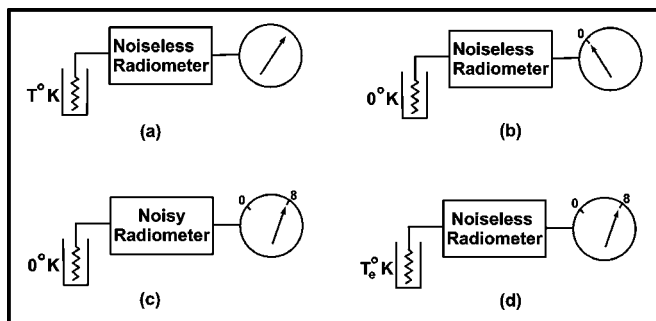 Noiseless
Radiometer
T°K
(a)
0
Noiseless
Radiometer
0°K
(b)
0 8
Noisy
Radiometer
0°K
(c)
0 8
Noiseless
Radiometer
Te°K
(d)